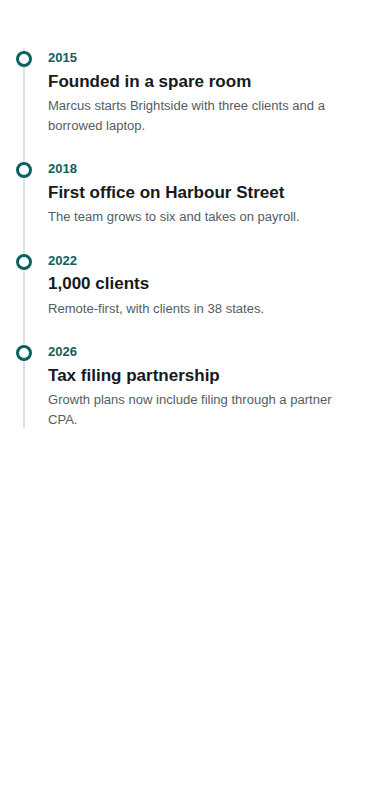 2015
Founded in a spare room
Marcus starts Brightside with three clients and a
borrowed laptop.
2018
First office on Harbour Street
The team grows to six and takes on payroll.
2022
1,000 clients
Remote-first, with clients in 38 states.
2026
Tax filing partnership
Growth plans now include filing through a partner
CPA.